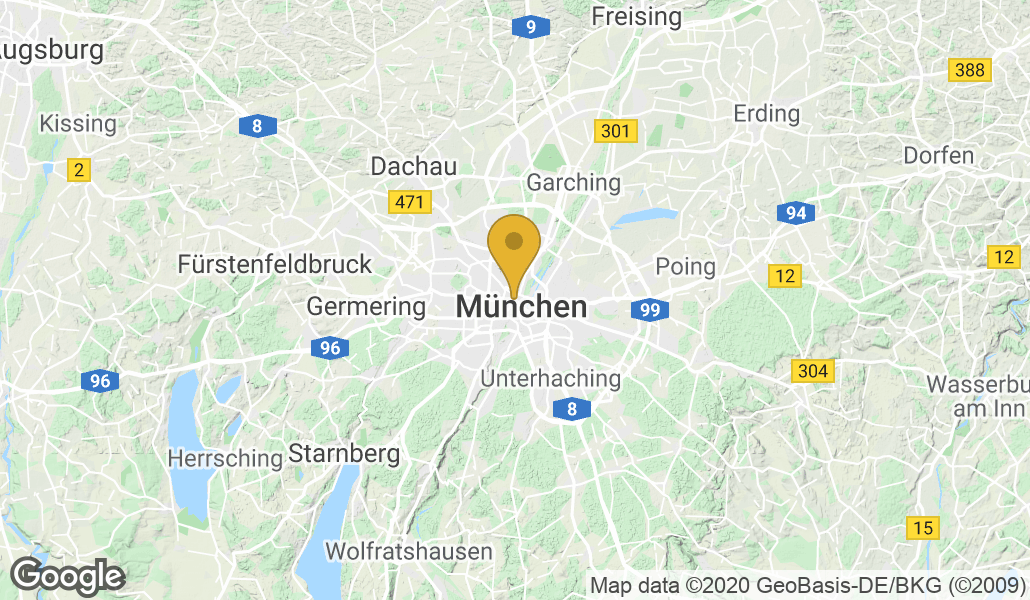 Freising
9
Augsburg
388
Kissing
8
301
Erding
2
Dachau
Dorfen
Garching
471
94
Fürstenfeldbruck
Poing
12
12
Germering
München
99
96
96
Unterhaching
304
Wasserbu
am Inn
8
Herrsching
Starnberg
15
Wolfratshausen
Google
Map data ©2020 GeoBasis-DE/BKG (©2009)